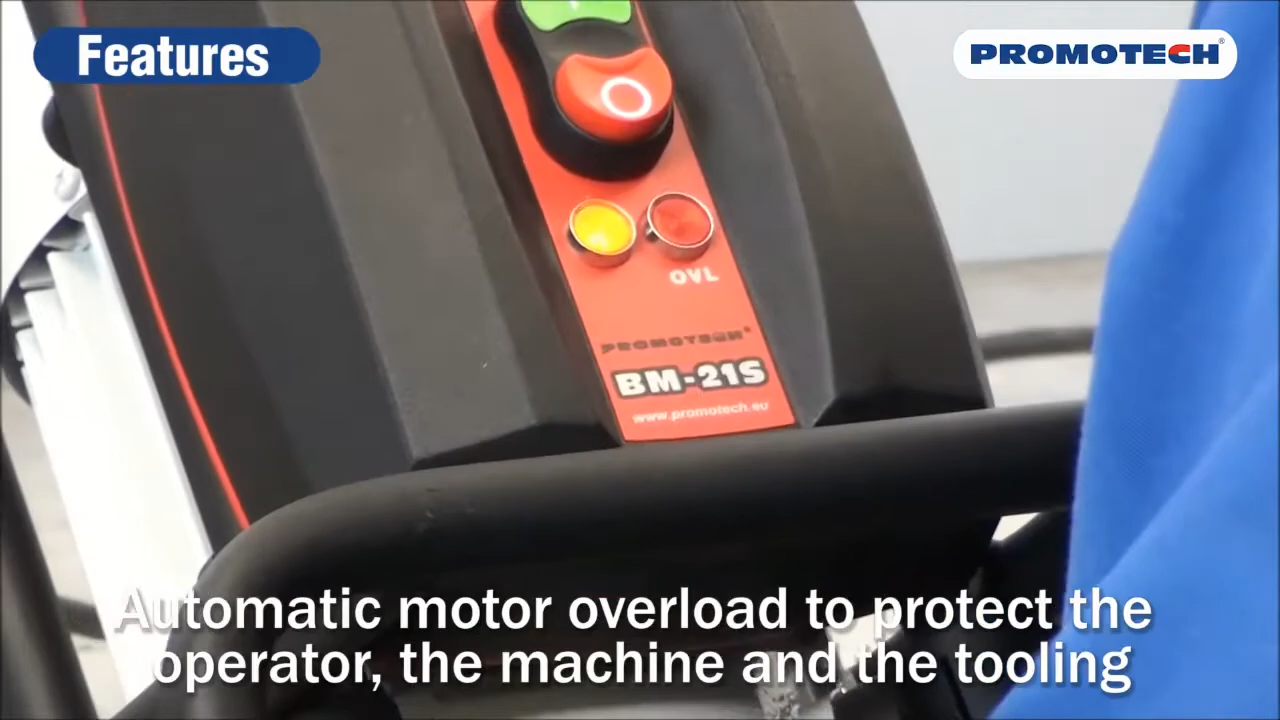 Features
PROMOTECH®
OVL
PROMOTECH®
BM-21S
www.promotech.eu
Automatic motor overload to protect the
operator, the machine and the tooling